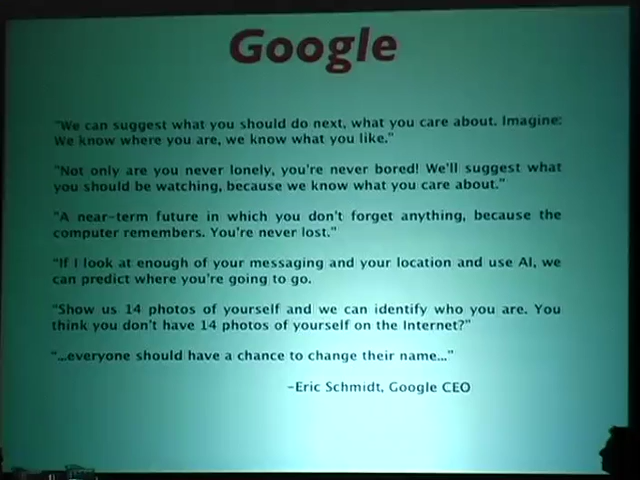 Google
"We can suggest what you should do next, what you care about. Imagine:
We know where you are, we know what you like."
"Not only are you never lonely, you're never bored! We'll suggest what
you should be watching, because we know what you care about."
"A near-term future in which you don't forget anything, because the
computer remembers. You're never lost."
"If I look at enough of your messaging and your location and use AI, we
can predict where you're going to go.
"Show us 14 photos of yourself and we can identify who you are. You
think you don't have 14 photos of yourself on the Internet?"
"...everyone should have a chance to change their name..."
-Eric Schmidt, Google CEO